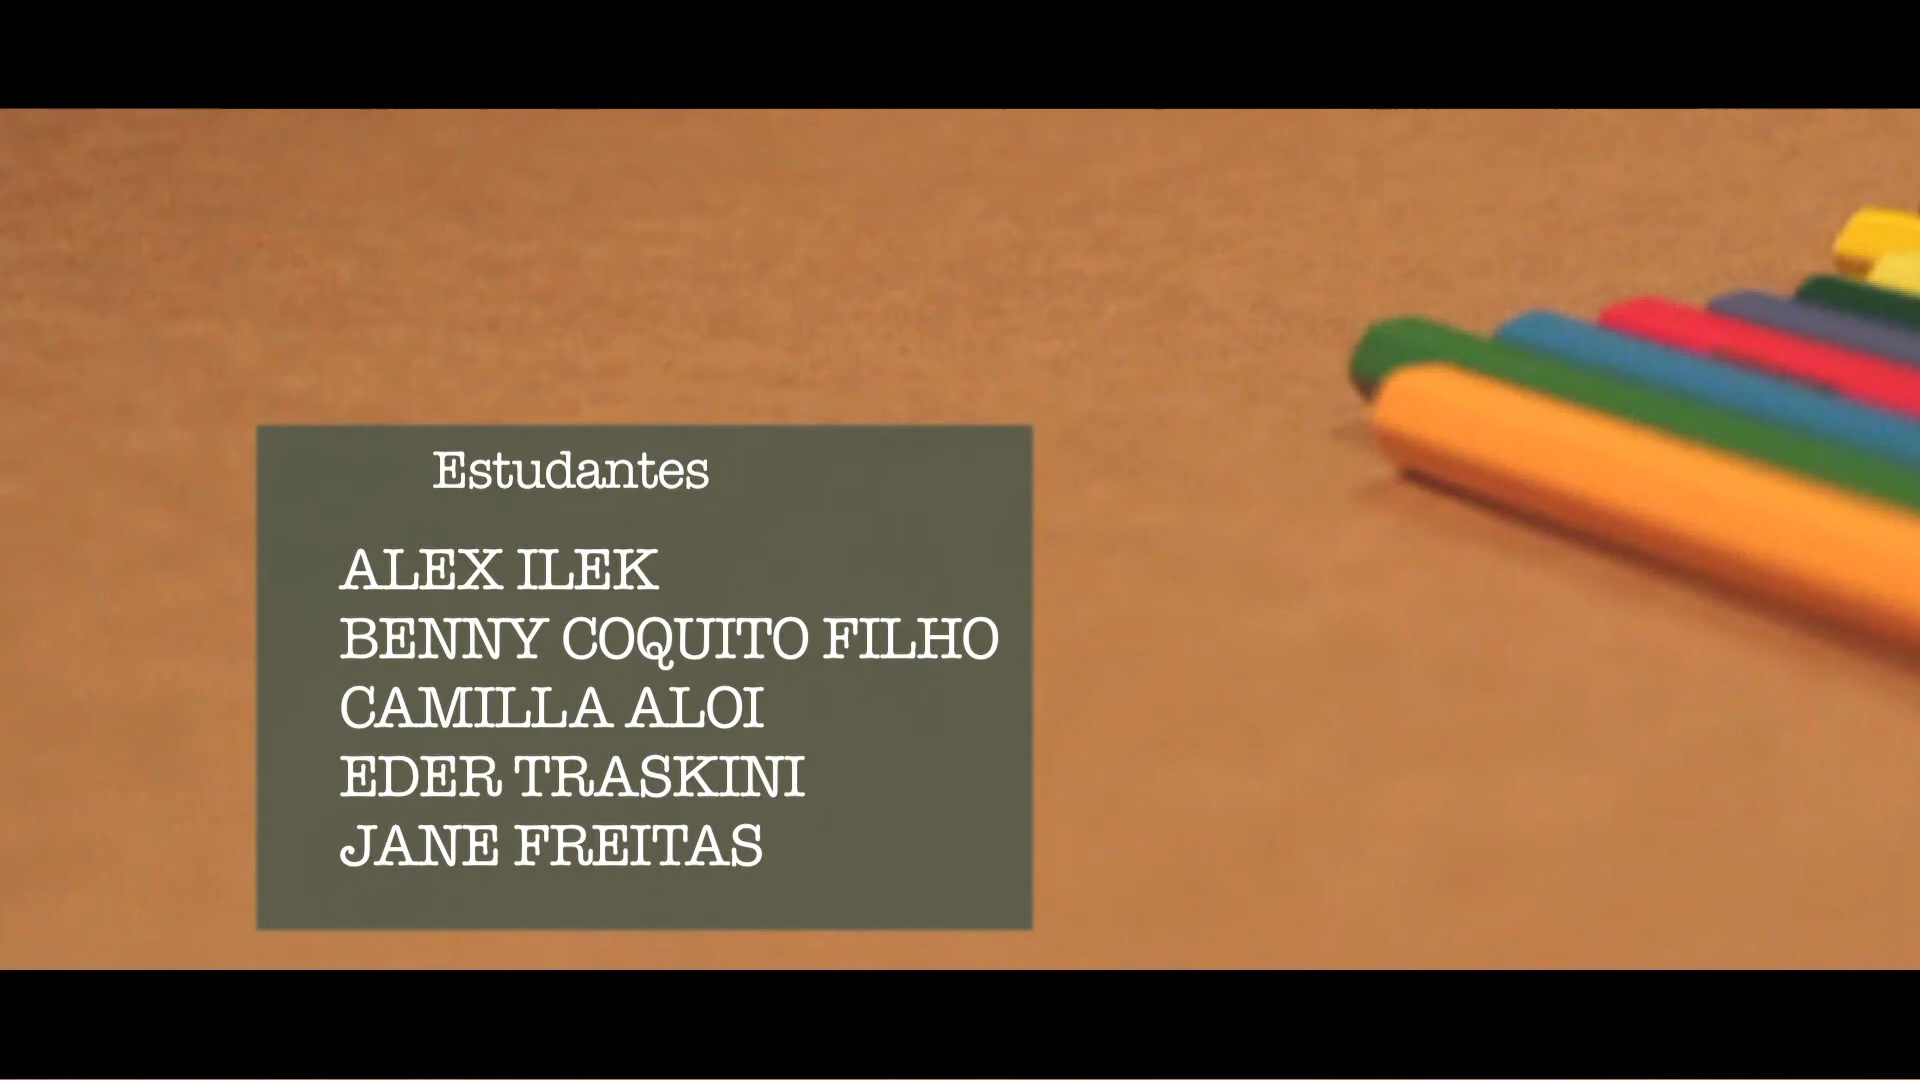 Estudantes
ALEX ILEK
BENNY COQUITO FILHO
CAMILLA ALOI
EDER TRASKINI
JANE FREITAS